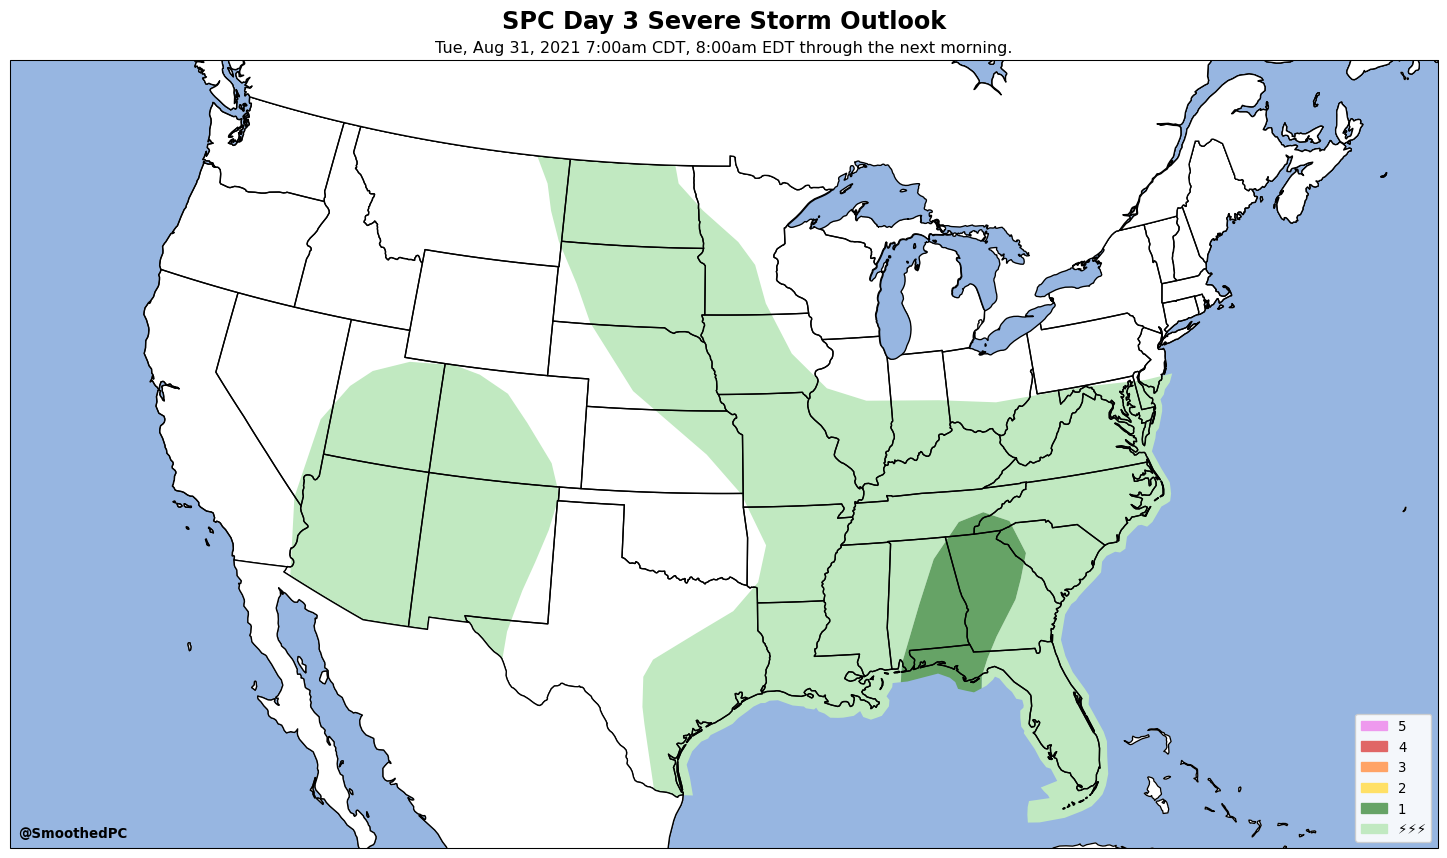 SPC Day 3 Severe Storm Outlook
Tue, Aug 31, 2021 7:00am CDT, 8:00am EDT through the next morning.
5
4
3
2
1
⚡⚡⚡
@SmoothedPC